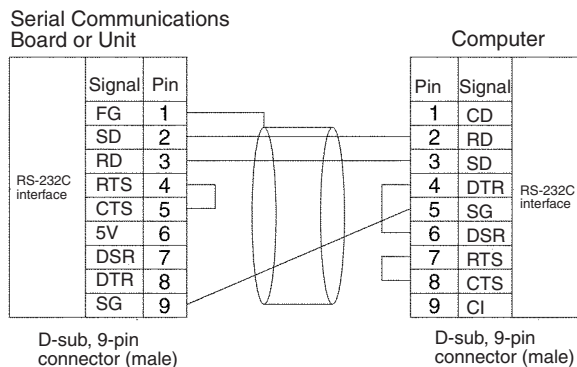 Serial Communications
Board or Unit
Computer
RS-232C
interface
Signal Pin
FG 1
SD 2
RD 3
RTS 4
CTS 5
5V 6
DSR 7
DTR 8
SG 9
Pin Signal
1 CD
2 RD
3 SD
4 DTR
5 SG
6 DSR
7 RTS
8 CTS
9 CI
RS-232C
interface
D-sub, 9-pin
connector (male)
D-sub, 9-pin
connector (male)